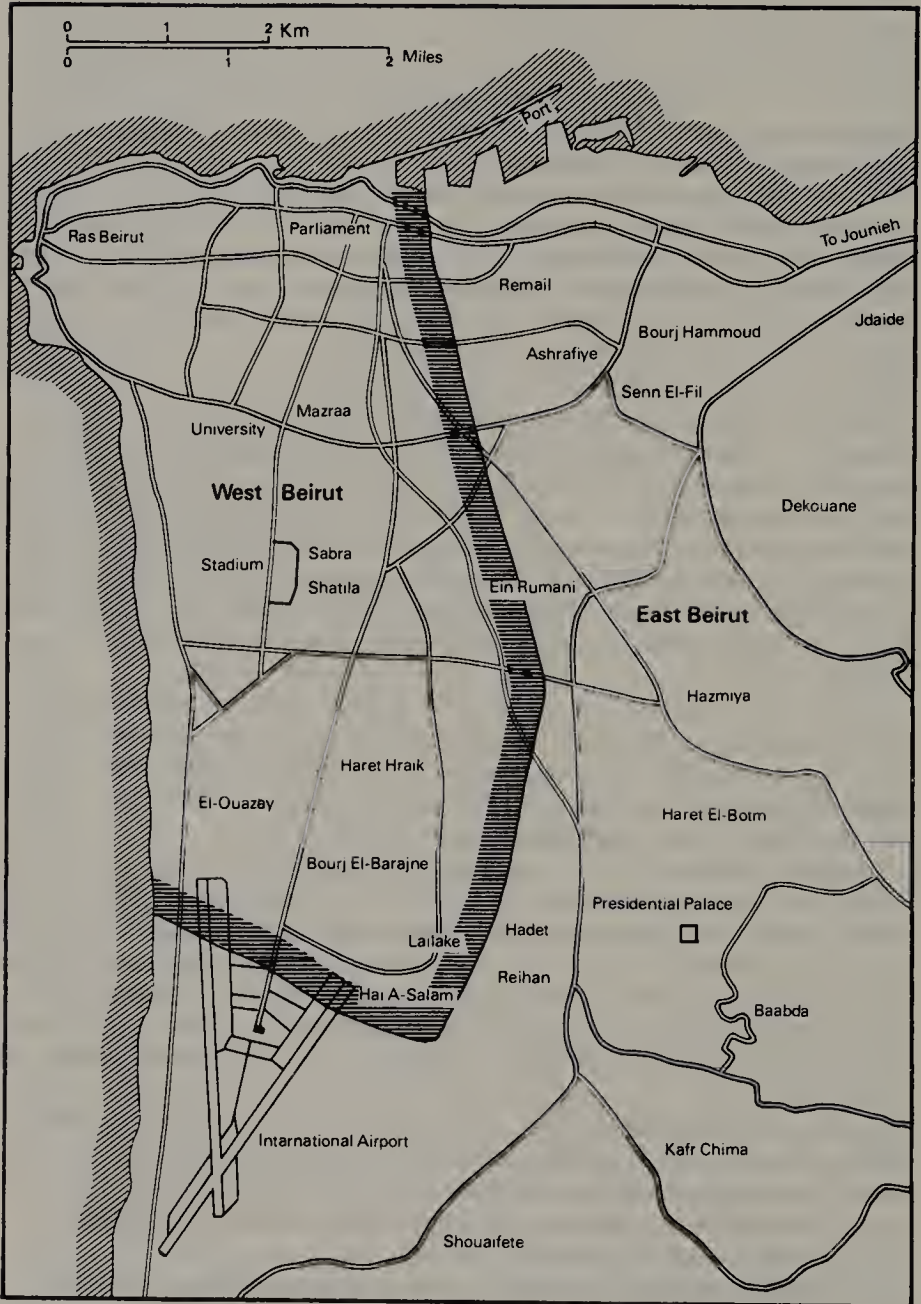 0 1 2 Km
0 1 2 Miles
Port
Ras Beirut
Parliament
To Jounieh
Remail
Jdaide
Bourj Hammoud
Ashrafiye
Senn El-Fil
Mazraa
University
West Beirut
Dekouane
Stadium
Sabra
Shatila
Ein Rumani
East Beirut
Hazmiya
Haret Hraik
El-Ouazay
Haret El-Botm
Bourj El-Barajne
Presidential Palace
Hadet
Lailake
Reihan
Hai A-Salam
Baabda
Intarnational Airport
Kafr Chima
Shouaifete